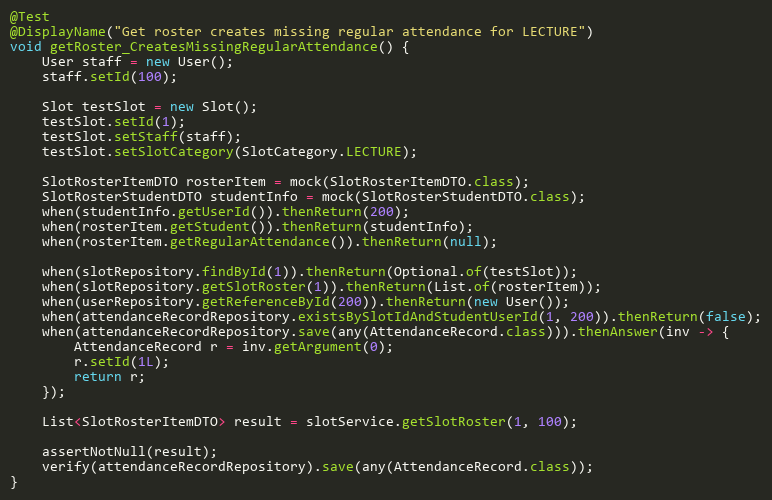 @Test
@DisplayName("Get roster creates missing regular attendance for LECTURE")
void getRoster_CreatesMissingRegularAttendance() {
    User staff = new User();
    staff.setId(100);

    Slot testSlot = new Slot();
    testSlot.setId(1);
    testSlot.setStaff(staff);
    testSlot.setSlotCategory(SlotCategory.LECTURE);

    SlotRosterItemDTO rosterItem = mock(SlotRosterItemDTO.class);
    SlotRosterStudentDTO studentInfo = mock(SlotRosterStudentDTO.class);
    when(studentInfo.getUserId()).thenReturn(200);
    when(rosterItem.getStudent()).thenReturn(studentInfo);
    when(rosterItem.getRegularAttendance()).thenReturn(null);

    when(slotRepository.findById(1)).thenReturn(Optional.of(testSlot));
    when(slotRepository.getSlotRoster(1)).thenReturn(List.of(rosterItem));
    when(userRepository.getReferenceById(200)).thenReturn(new User());
    when(attendanceRecordRepository.existsBySlotIdAndStudentUserId(1, 200)).thenReturn(false);
    when(attendanceRecordRepository.save(any(AttendanceRecord.class))).thenAnswer(inv -> {
        AttendanceRecord r = inv.getArgument(0);
        r.setId(1L);
        return r;
    });

    List<SlotRosterItemDTO> result = slotService.getSlotRoster(1, 100);

    assertNotNull(result);
    verify(attendanceRecordRepository).save(any(AttendanceRecord.class));
}